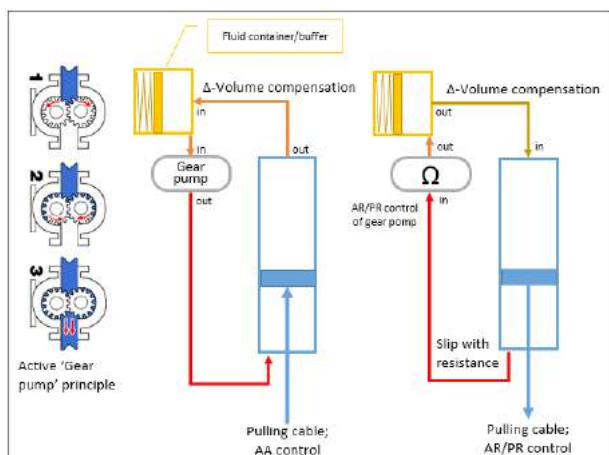 Fluid container/buffer
Δ-Volume compensation
in
out
in
Gear
pump
out
1
2
3
Active 'Gear
pump' principle
Pulling cable;
AA control
Δ-Volume compensation
out
out
in
Ω
AR/PR control
of gear pump
in
Slip with
resistance
Pulling cable;
AR/PR control